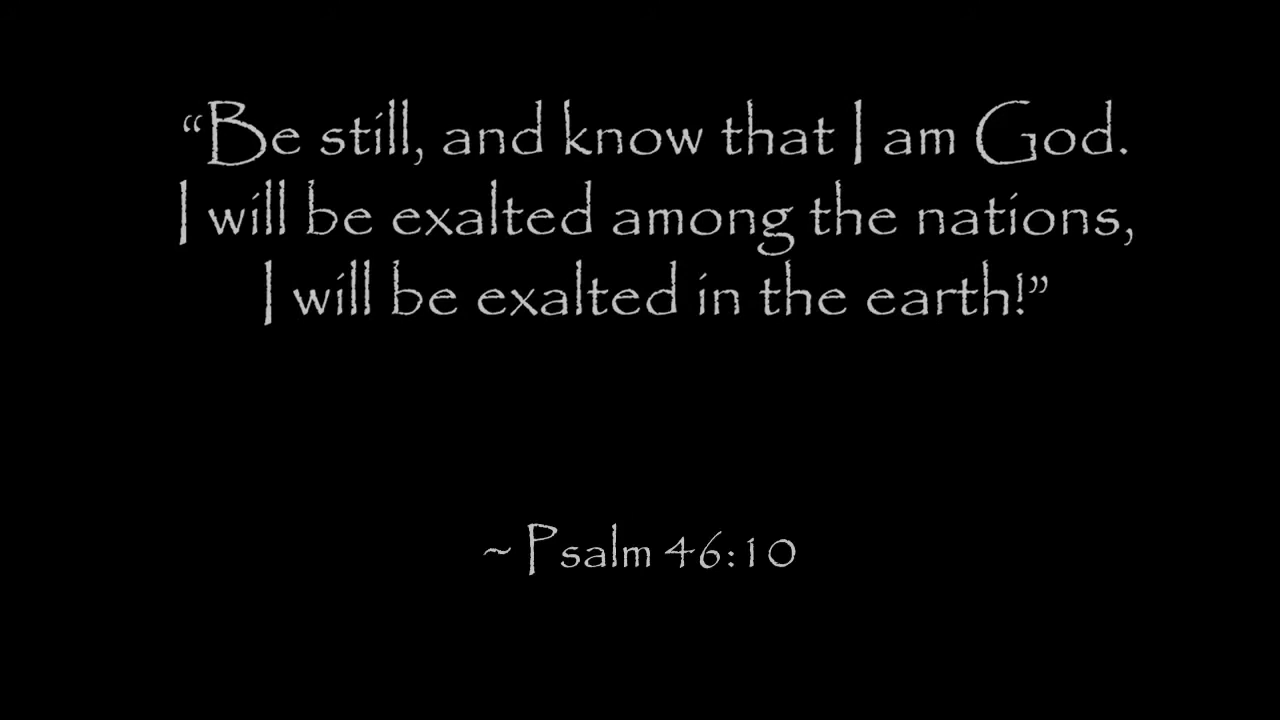 “Be still, and know that I am God.
I will be exalted among the nations,
I will be exalted in the earth!”
~ Psalm 46:10